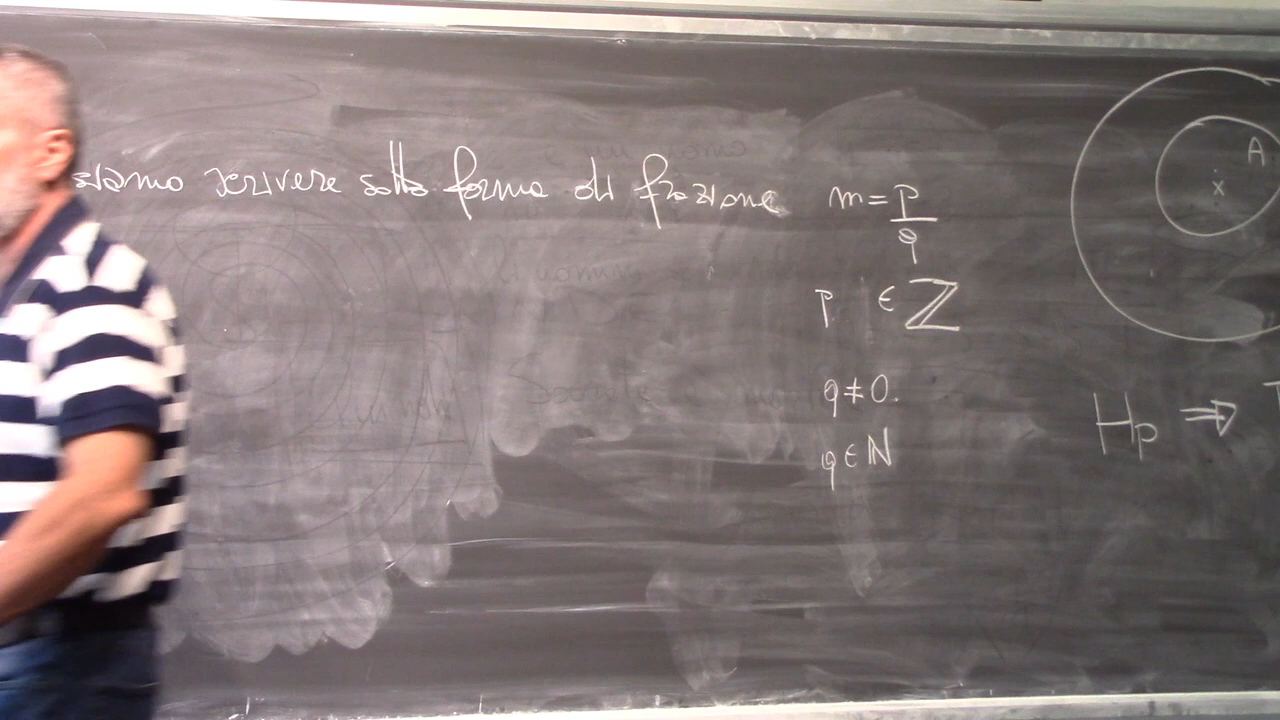 siamo scrivere sotto forma di frazione m = p/q
p ∈ ℤ
q ≠ 0.
q ∈ ℕ
A
x
Hp ⇒ T